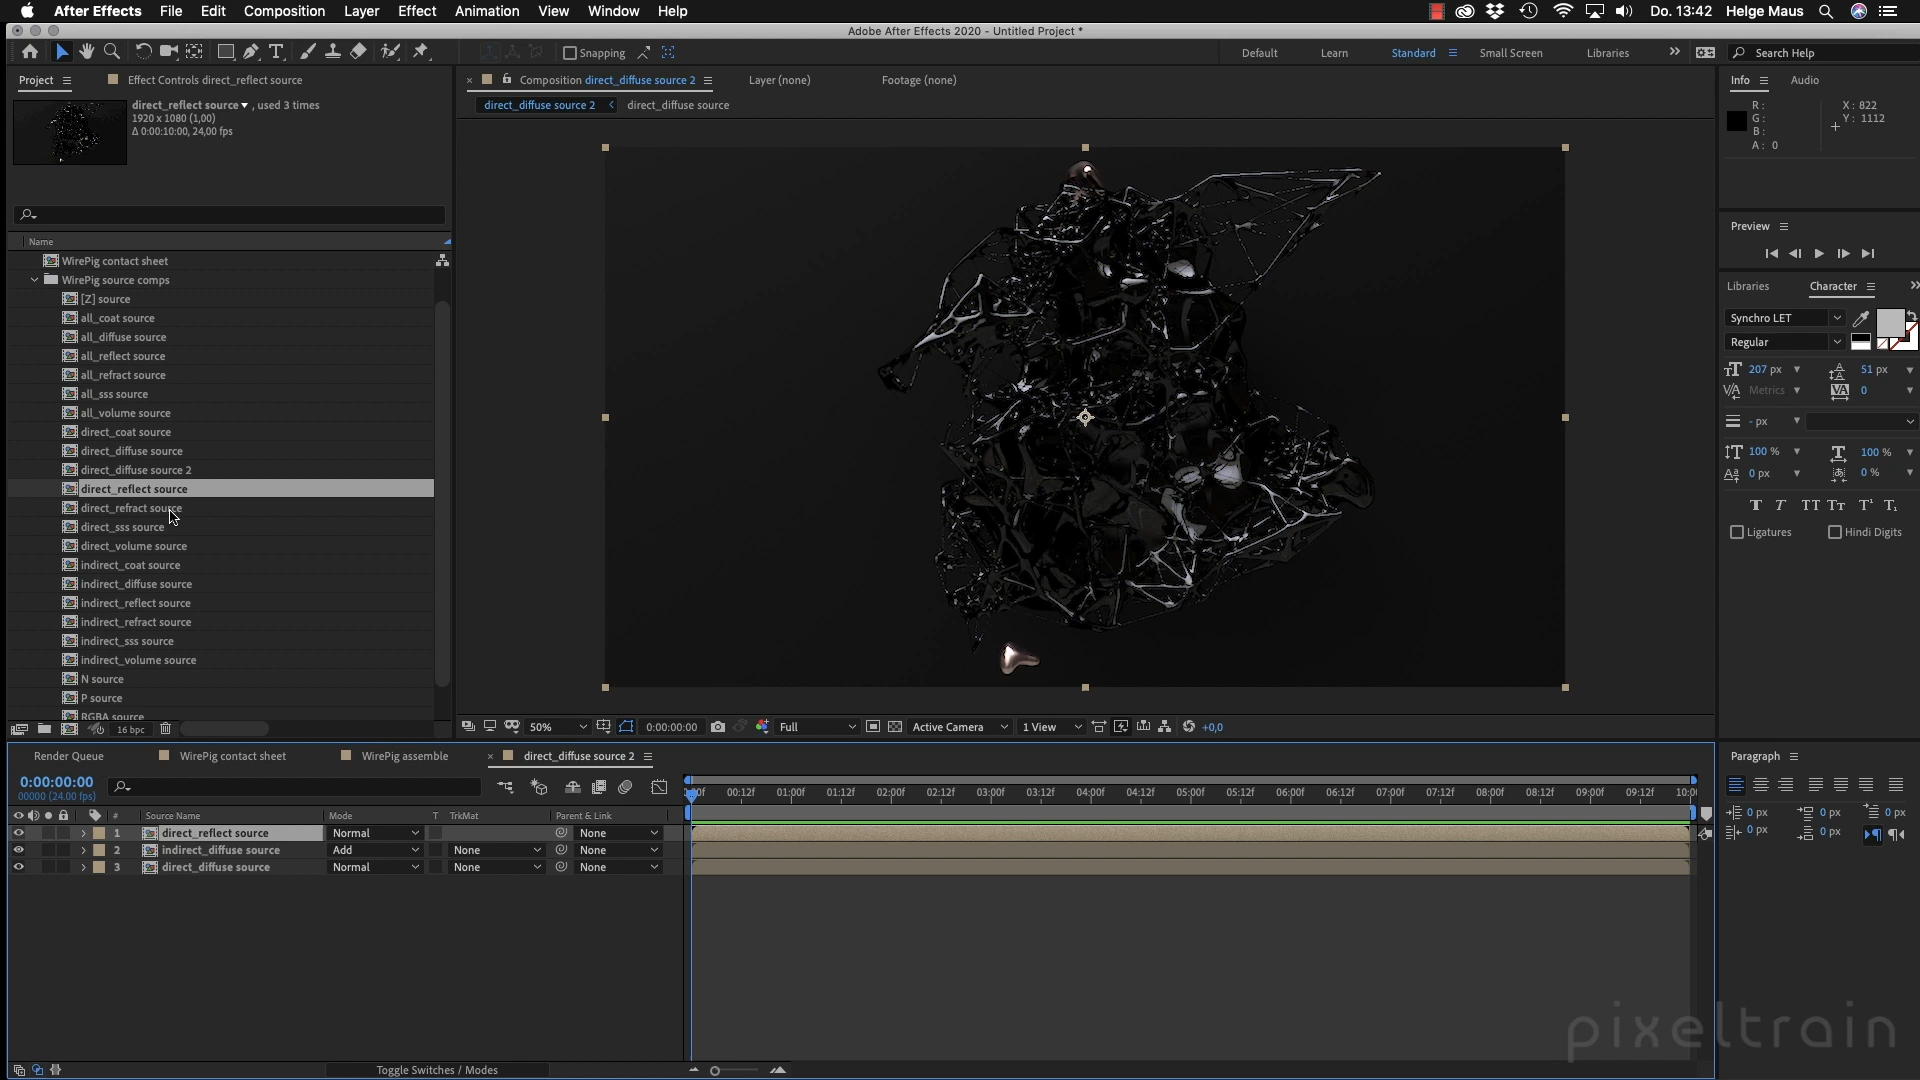 After Effects File Edit Composition Layer Effect Animation View Window Help Do. 13:42 Helge Maus
Adobe After Effects 2020 - Untitled Project *
Snapping Default Learn Standard Small Screen Libraries Search Help
Project Effect Controls direct_reflect source
direct_reflect source , used 3 times
1920 x 1080 (1,00)
Δ 0:00:10:00, 24,00 fps
Name
WirePig contact sheet
WirePig source comps
[Z] source
all_coat source
all_diffuse source
all_reflect source
all_refract source
all_sss source
all_volume source
direct_coat source
direct_diffuse source
direct_diffuse source 2
direct_reflect source
direct_refract source
direct_sss source
direct_volume source
indirect_coat source
indirect_diffuse source
indirect_reflect source
indirect_refract source
indirect_sss source
indirect_volume source
N source
P source
RGBA source
16 bpc
Composition direct_diffuse source 2 Layer (none) Footage (none)
direct_diffuse source 2 direct_diffuse source
50% 0:00:00:00 Full Active Camera 1 View +0,0
Info Audio
R : X : 822
G : Y : 1112
B :
A : 0
Preview
Libraries Character
Synchro LET
Regular
207 px 51 px
Metrics 0
- px
100 % 100 %
0 px 0 %
Ligatures Hindi Digits
Paragraph
0 px 0 px 0 px
0 px 0 px
Render Queue WirePig contact sheet WirePig assemble direct_diffuse source 2
0:00:00:00
00000 (24.00 fps)
00:12f 01:00f 01:12f 02:00f 02:12f 03:00f 03:12f 04:00f 04:12f 05:00f 05:12f 06:00f 06:12f 07:00f 07:12f 08:00f 08:12f 09:00f 09:12f
# Source Name Mode T TrkMat Parent & Link
1 direct_reflect source Normal None
2 indirect_diffuse source Add None None
3 direct_diffuse source Normal None None
Toggle Switches / Modes
pixeltrain